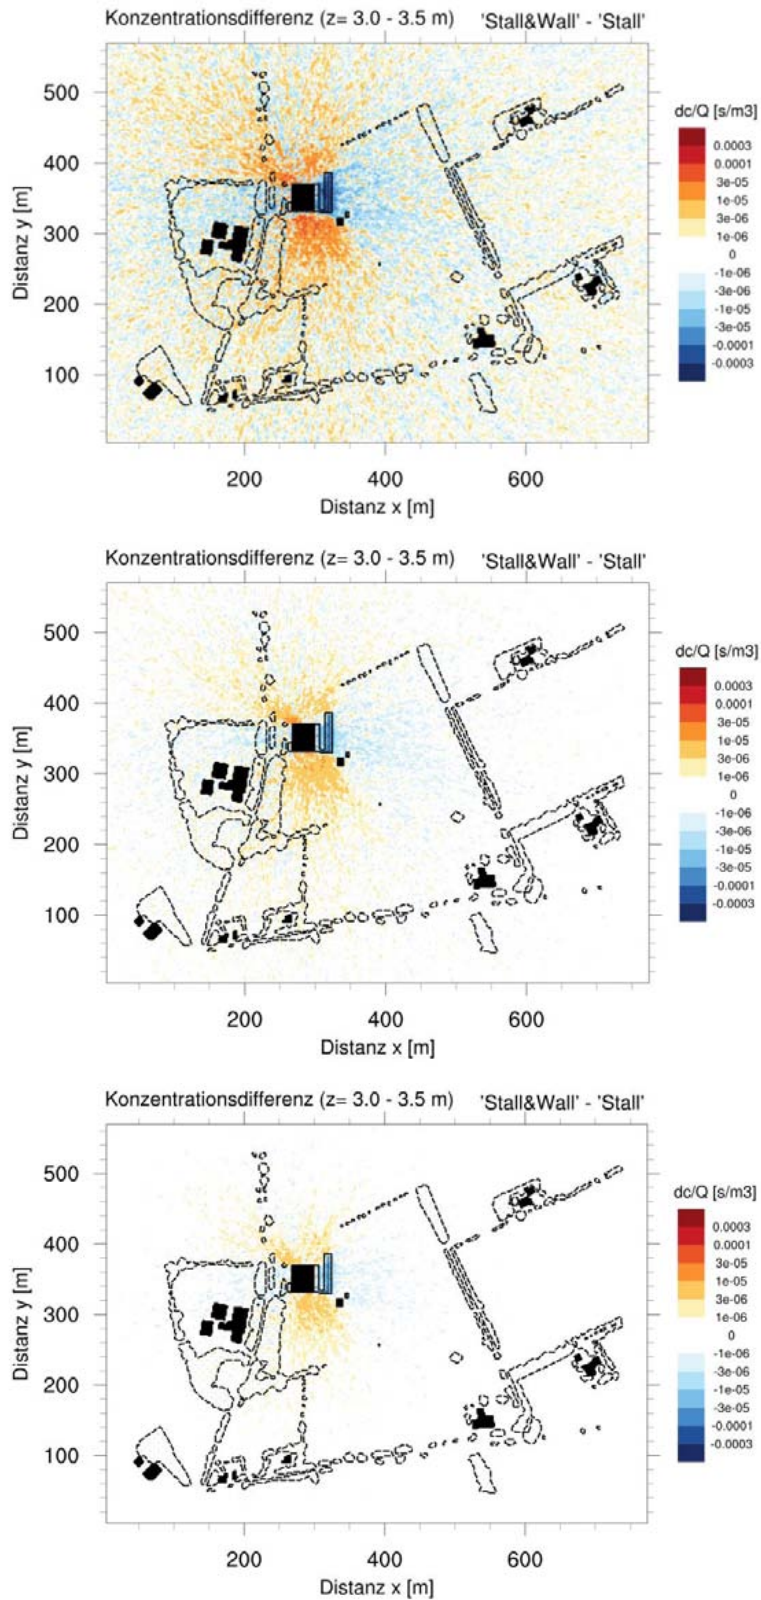 Konzentrationsdifferenz (z= 3.0 - 3.5 m) 'Stall&Wall' - 'Stall'
dc/Q [s/m3]
0.0003
0.0001
3e-05
1e-05
3e-06
1e-06
0
-1e-06
-3e-06
-1e-05
-3e-05
-0.0001
-0.0003
500
400
300
200
100
Distanz y [m]
200 400 600
Distanz x [m]
Konzentrationsdifferenz (z= 3.0 - 3.5 m) 'Stall&Wall' - 'Stall'
dc/Q [s/m3]
0.0003
0.0001
3e-05
1e-05
3e-06
1e-06
0
-1e-06
-3e-06
-1e-05
-3e-05
-0.0001
-0.0003
500
400
300
200
100
Distanz y [m]
200 400 600
Distanz x [m]
Konzentrationsdifferenz (z= 3.0 - 3.5 m) 'Stall&Wall' - 'Stall'
dc/Q [s/m3]
0.0003
0.0001
3e-05
1e-05
3e-06
1e-06
0
-1e-06
-3e-06
-1e-05
-3e-05
-0.0001
-0.0003
500
400
300
200
100
Distanz y [m]
200 400 600
Distanz x [m]